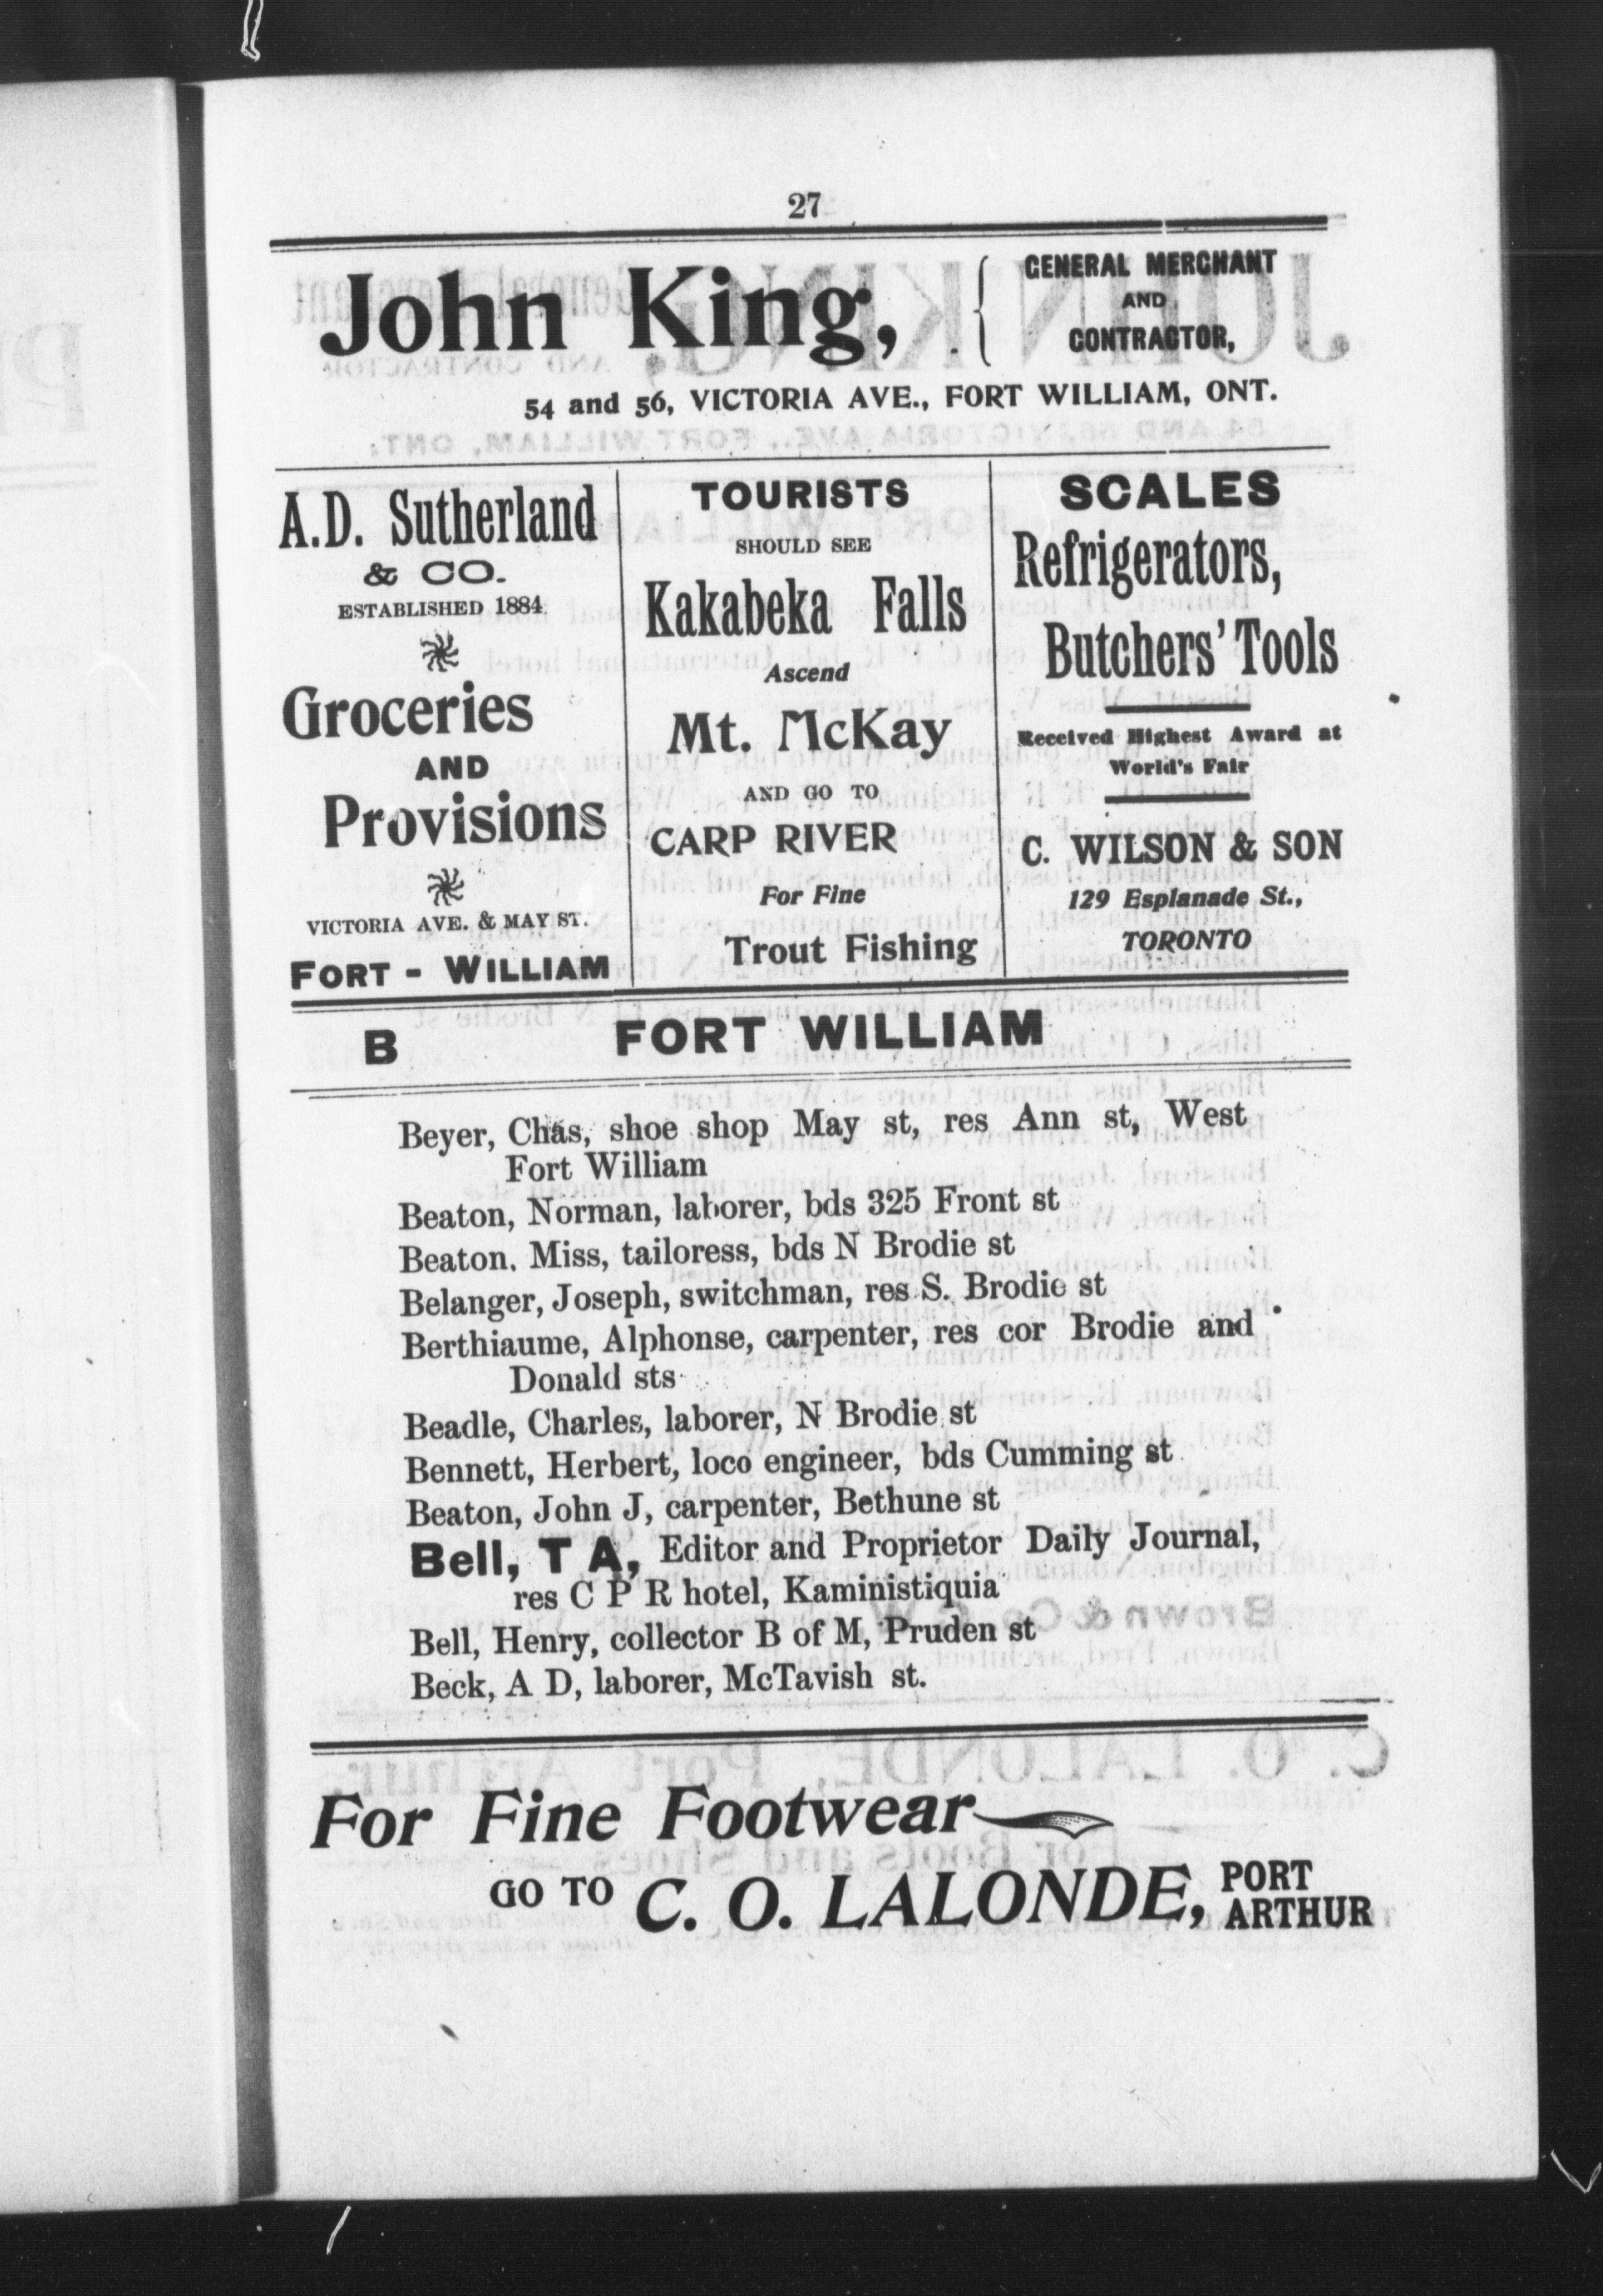 27
John King,
GENERAL MERCHANT
AND
CONTRACTOR,
54 and 56, VICTORIA AVE., FORT WILLIAM, ONT.
A.D. Sutherland
& CO.
ESTABLISHED 1884
Groceries
AND
Provisions
VICTORIA AVE. & MAY ST.
FORT - WILLIAM
TOURISTS
SHOULD SEE
Kakabeka Falls
Ascend
Mt. McKay
AND GO TO
CARP RIVER
For Fine
Trout Fishing
SCALES
Refrigerators,
Butchers' Tools
Received Highest Award at
World's Fair
C. WILSON & SON
129 Esplanade St.,
TORONTO
B FORT WILLIAM
Beyer, Chas, shoe shop May st, res Ann st, West
Fort William
Beaton, Norman, laborer, bds 325 Front st
Beaton. Miss, tailoress, bds N Brodie st
Belanger, Joseph, switchman, res S. Brodie st
Berthiaume, Alphonse, carpenter, res cor Brodie and
Donald sts
Beadle, Charles, laborer, N Brodie st
Bennett, Herbert, loco engineer, bds Cumming st
Beaton, John J, carpenter, Bethune st
Bell, T A, Editor and Proprietor Daily Journal,
res C P R hotel, Kaministiquia
Bell, Henry, collector B of M, Pruden st
Beck, A D, laborer, McTavish st.
For Fine Footwear
GO TO C. O. LALONDE, PORT
ARTHUR